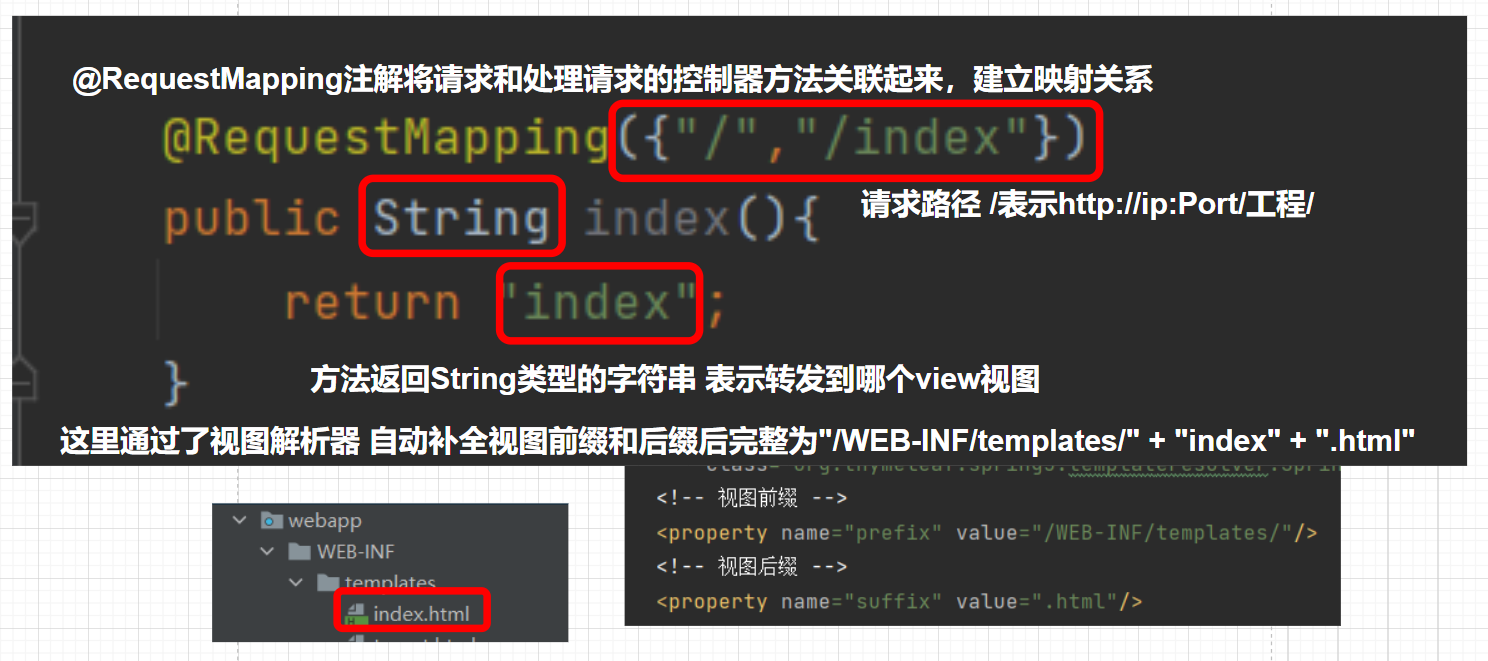 @RequestMapping注解将请求和处理请求的控制器方法关联起来，建立映射关系
@RequestMapping({"/","/index"})
public String index(){
请求路径 /表示http://ip:Port/工程/
return "index";
}
方法返回String类型的字符串 表示转发到哪个view视图
这里通过了视图解析器 自动补全视图前缀和后缀后完整为"/WEB-INF/templates/" + "index" + ".html"
webapp
WEB-INF
templates
index.html
<!-- 视图前缀 -->
<property name="prefix" value="/WEB-INF/templates/"/>
<!-- 视图后缀 -->
<property name="suffix" value=".html"/>